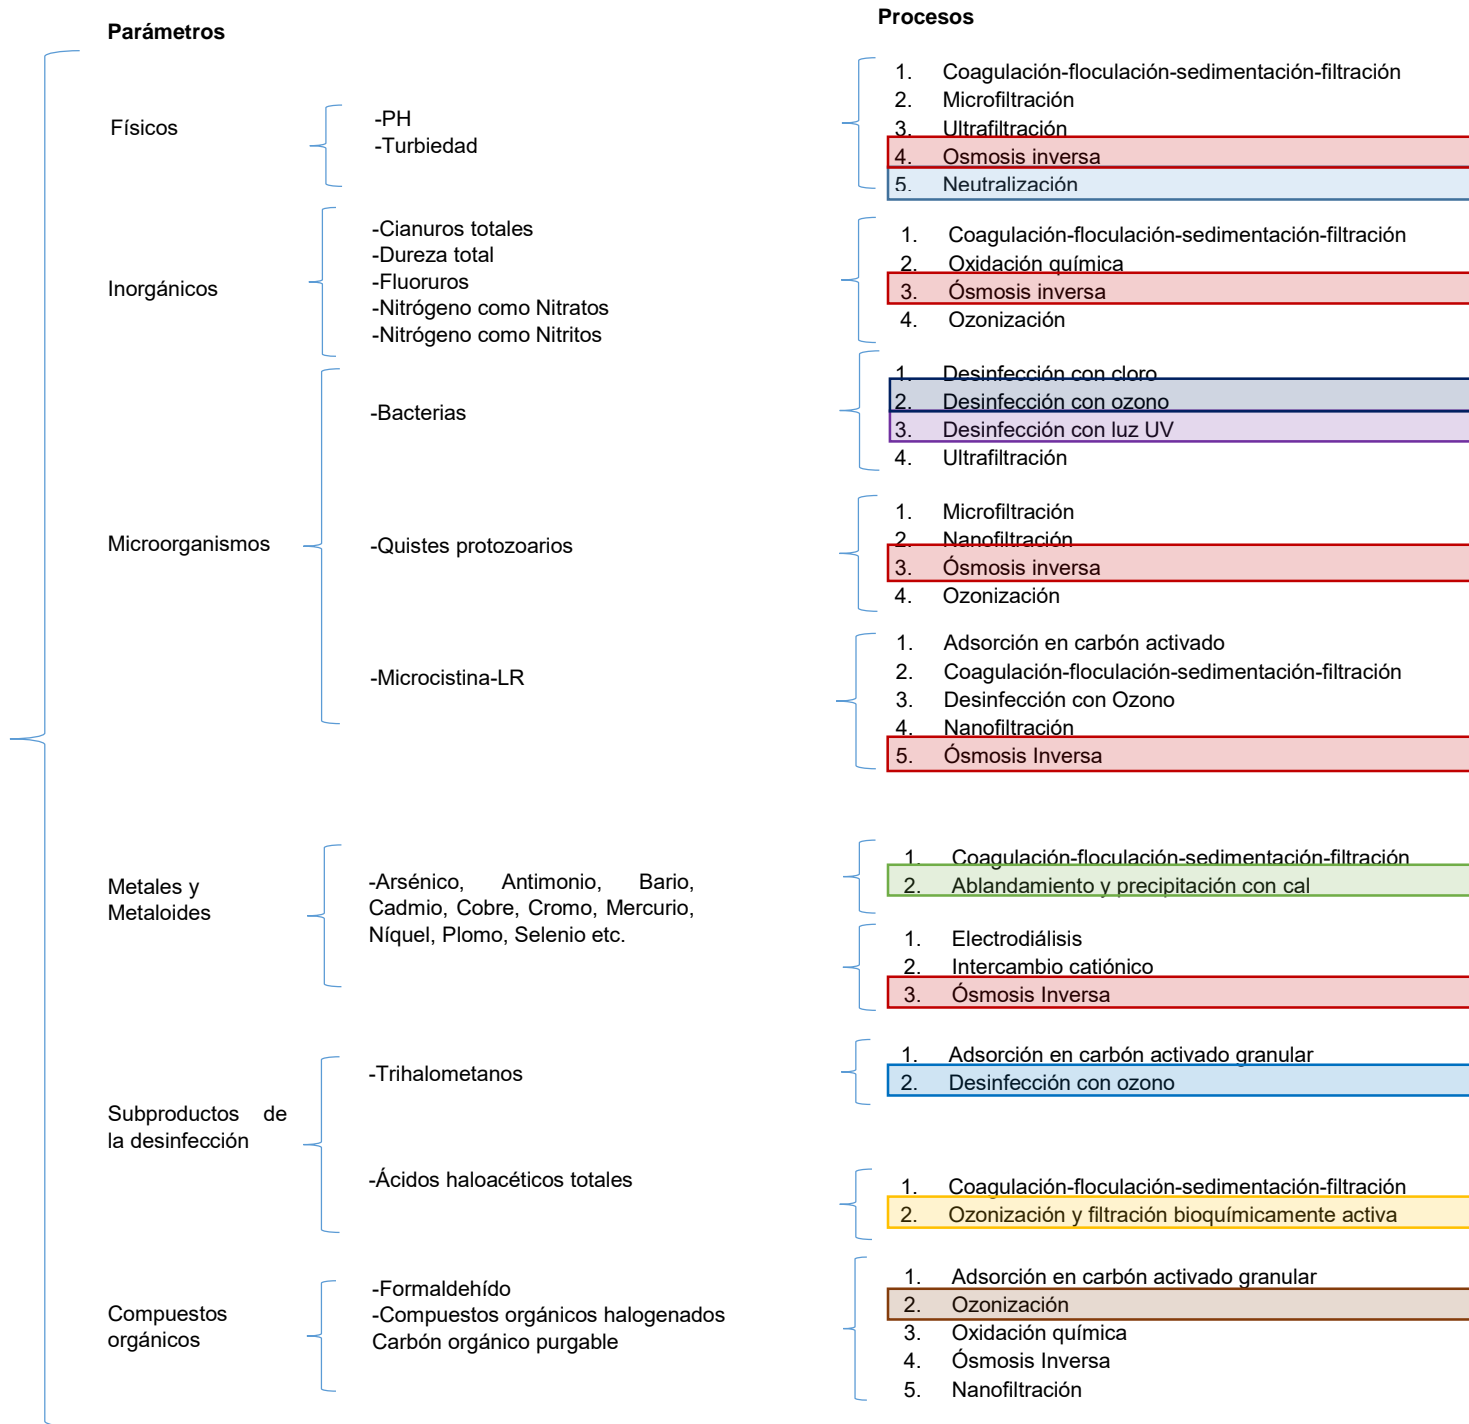 Parámetros
Procesos
Físicos
-PH
-Turbiedad
1. Coagulación-floculación-sedimentación-filtración
2. Microfiltración
3. Ultrafiltración
4. Osmosis inversa
5. Neutralización
Inorgánicos
-Cianuros totales
-Dureza total
-Fluoruros
-Nitrógeno como Nitratos
-Nitrógeno como Nitritos
1. Coagulación-floculación-sedimentación-filtración
2. Oxidación química
3. Ósmosis inversa
4. Ozonización
Microorganismos
-Bacterias
1. Desinfección con cloro
2. Desinfección con ozono
3. Desinfección con luz UV
4. Ultrafiltración
-Quistes protozoarios
1. Microfiltración
2. Nanofiltración
3. Ósmosis inversa
4. Ozonización
-Microcistina-LR
1. Adsorción en carbón activado
2. Coagulación-floculación-sedimentación-filtración
3. Desinfección con Ozono
4. Nanofiltración
5. Ósmosis Inversa
Metales y
Metaloides
-Arsénico, Antimonio, Bario,
Cadmio, Cobre, Cromo, Mercurio,
Níquel, Plomo, Selenio etc.
1. Coagulación-floculación-sedimentación-filtración
2. Ablandamiento y precipitación con cal
1. Electrodiálisis
2. Intercambio catiónico
3. Ósmosis Inversa
Subproductos de
la desinfección
-Trihalometanos
1. Adsorción en carbón activado granular
2. Desinfección con ozono
-Ácidos haloacéticos totales
1. Coagulación-floculación-sedimentación-filtración
2. Ozonización y filtración bioquímicamente activa
Compuestos
orgánicos
-Formaldehído
-Compuestos orgánicos halogenados
Carbón orgánico purgable
1. Adsorción en carbón activado granular
2. Ozonización
3. Oxidación química
4. Ósmosis Inversa
5. Nanofiltración